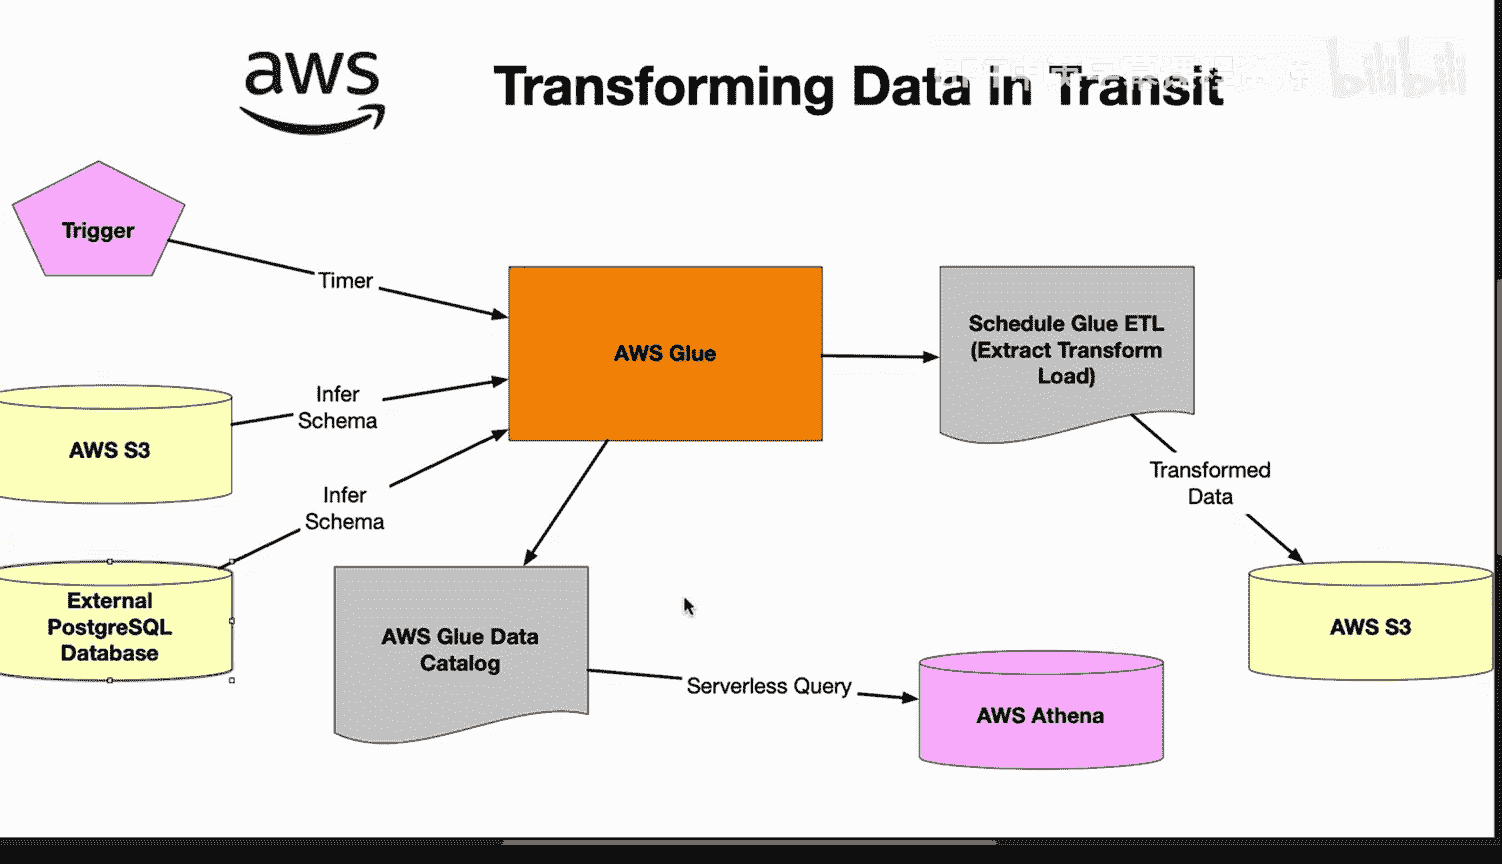 aws
Transforming Data in Transit
bilibili
Trigger
Timer
AWS Glue
Schedule Glue ETL
(Extract Transform
Load)
Infer
Schema
AWS S3
Infer
Schema
Transformed
Data
External
PostgreSQL
Database
AWS Glue Data
Catalog
Serverless Query
AWS Athena
AWS S3